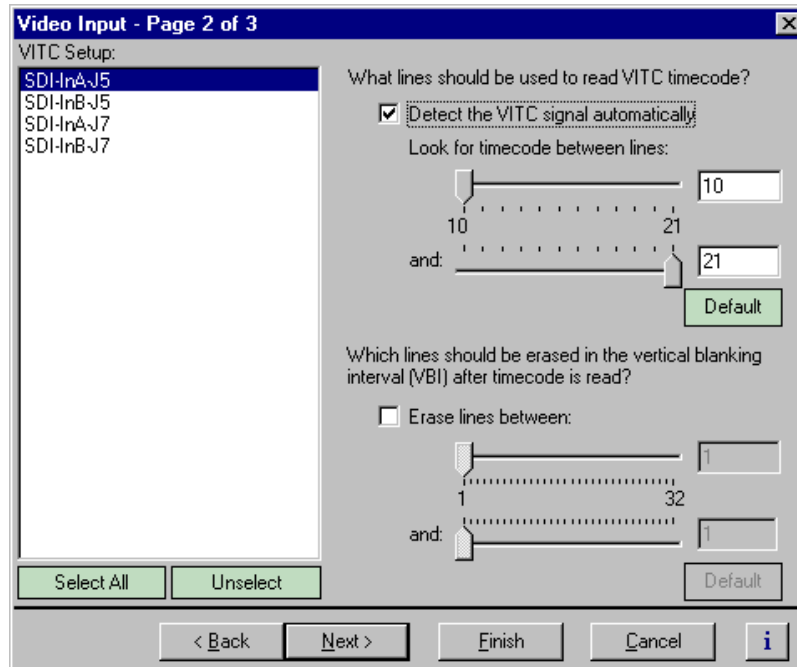 Video Input - Page 2 of 3
VITC Setup:
SDI-InA-J5
SDI-InB-J5
SDI-InA-J7
SDI-InB-J7
Select All
Unselect
What lines should be used to read VITC timecode?
Detect the VITC signal automatically
Look for timecode between lines:
10
10
21
and:
21
Default
Which lines should be erased in the vertical blanking
interval (VBI) after timecode is read?
Erase lines between:
1
1
32
and:
1
Default
< Back
Next >
Finish
Cancel
i